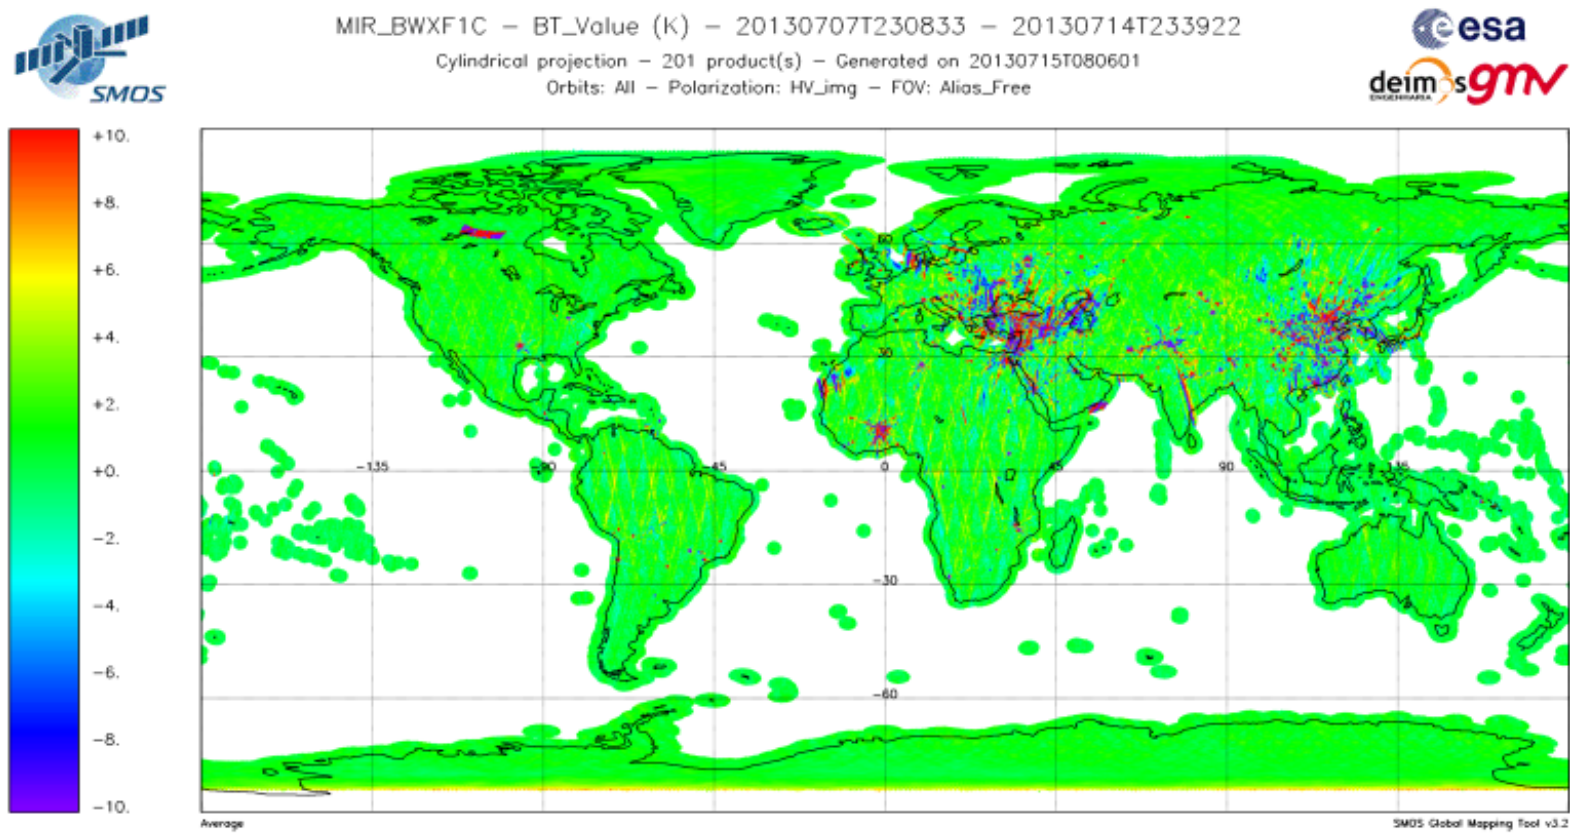 MIR_BWXF1C - BT_Value (K) - 20130707T230833 - 20130714T233922
Cylindrical projection - 201 product(s) - Generated on 20130715T080601
Orbits: All - Polarization: HV_img - FOV: Alias_Free
SMOS
esa
deimos
ENGENHARIA
gmv
+10.
+8.
+6.
+4.
+2.
+0.
-2.
-4.
-6.
-8.
-10.
60
30
-135
-90
-45
0
45
90
135
-30
-60
Average
SMOS Global Mapping Tool v3.2